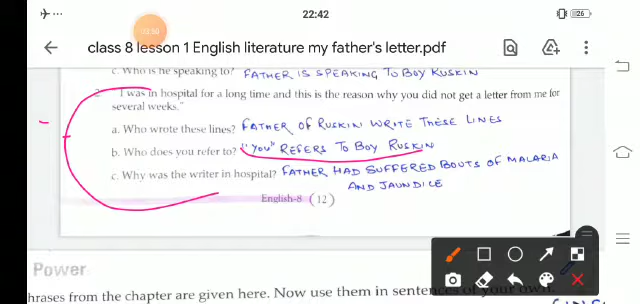 22:42
26
class 8 lesson 1 English literature my father's letter.pdf
c. Who is he speaking to? FATHER IS SPEAKING TO BOY RUSKIN
2. "I was in hospital for a long time and this is the reason why you did not get a letter from me for
several weeks."
a. Who wrote these lines? FATHER OF RUSKIN WRITE THESE LINES
b. Who does you refer to? "YOU" REFERS TO BOY RUSKIN
c. Why was the writer in hospital? FATHER HAD SUFFERED BOUTS OF MALARIA
AND JAUNDICE
English-8 (12)
Power
hrases from the chapter are given here. Now use them in sentences of your own.